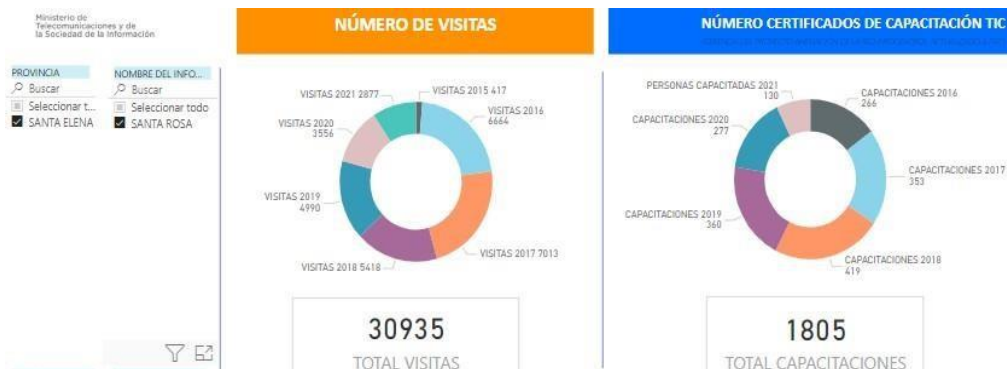 Ministerio de
Telecomunicaciones y de
la Sociedad de la Información
PROVINCIA
Buscar
Seleccionar t...
SANTA ELENA
NOMBRE DEL INFO...
Buscar
Seleccionar todo
SANTA ROSA
NÚMERO DE VISITAS
VISITAS 2021 2877
VISITAS 2015 417
VISITAS 2016
6664
VISITAS 2020
3556
VISITAS 2019
4990
VISITAS 2018 5418
VISITAS 2017 7013
30935
TOTAL VISITAS
NÚMERO CERTIFICADOS DE CAPACITACIÓN TIC
PERSONAS CAPACITADAS 2021
130
CAPACITACIONES 2016
266
CAPACITACIONES 2020
277
CAPACITACIONES 2017
353
CAPACITACIONES 2019
360
CAPACITACIONES 2018
419
1805
TOTAL CAPACITACIONES